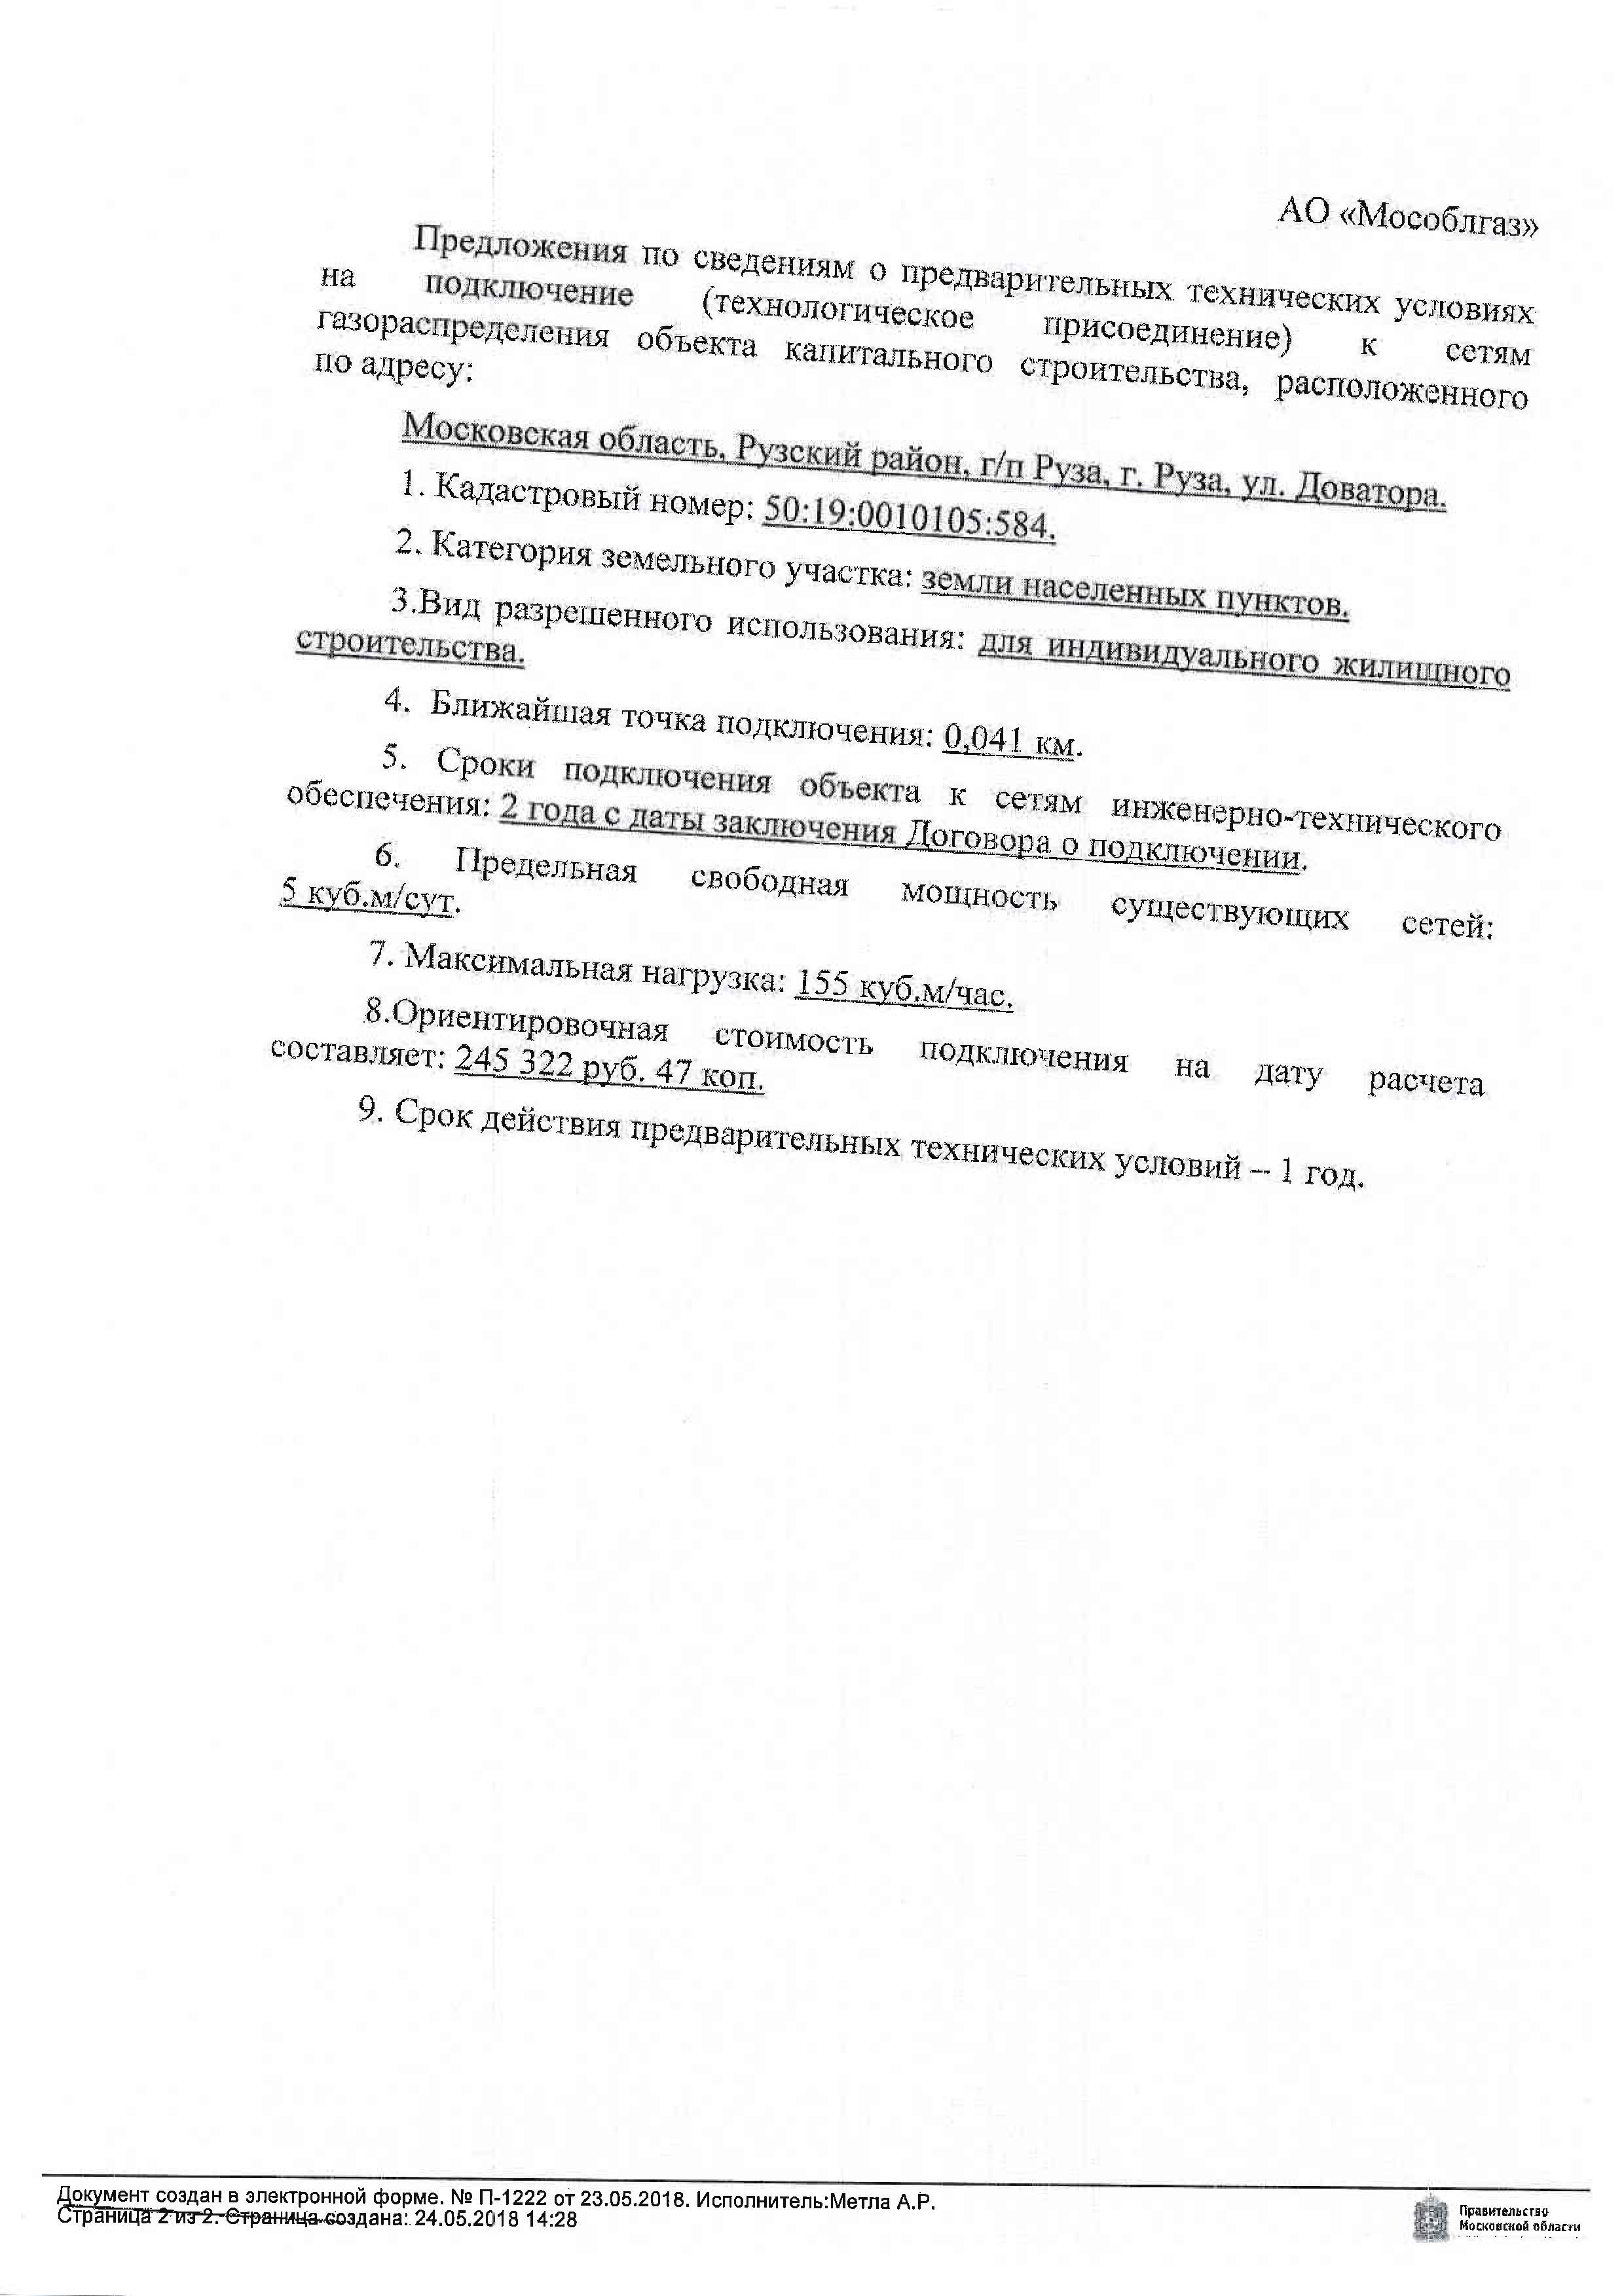 АО «Мособлгаз»
Предложения по сведениям о предварительных технических условиях
на подключение (технологическое присоединение) к сетям
газораспределения объекта капитального строительства, расположенного
по адресу:
Московская область, Рузский район, г/п Руза, г. Руза, ул. Доватора.
1. Кадастровый номер: 50:19:0010105:584.
2. Категория земельного участка: земли населенных пунктов.
3.Вид разрешенного использования: для индивидуального жилищного
строительства.
4. Ближайшая точка подключения: 0,041 км.
5. Сроки подключения объекта к сетям инженерно-технического
обеспечения: 2 года с даты заключения Договора о подключении.
6. Предельная свободная мощность существующих сетей:
5 куб.м/сут.
7. Максимальная нагрузка: 155 куб.м/час.
8.Ориентировочная стоимость подключения на дату расчета
составляет: 245 322 руб. 47 коп.
9. Срок действия предварительных технических условий – 1 год.
Документ создан в электронной форме. № П-1222 от 23.05.2018. Исполнитель:Метла А.Р.
Страница 2 из 2. Страница создана: 24.05.2018 14:28
Правительство
Московской области